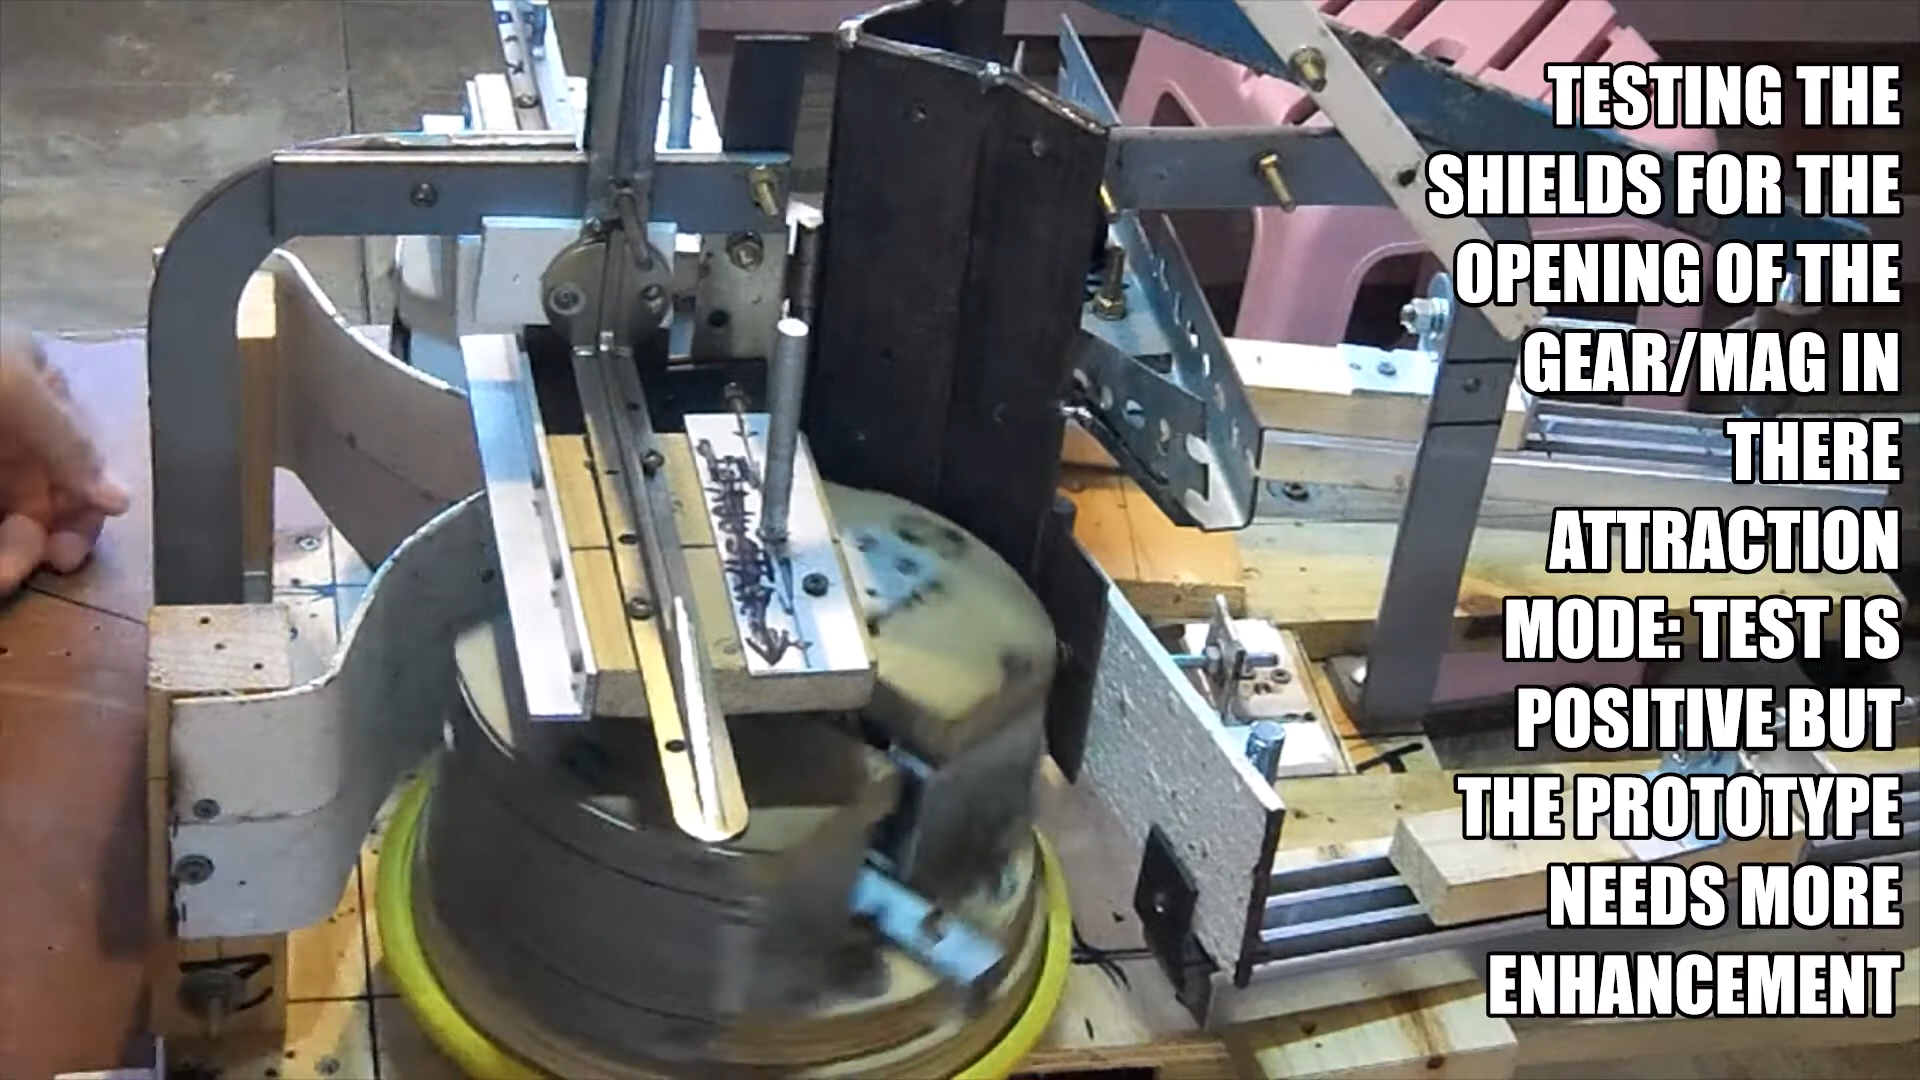 TESTING THE
SHIELDS FOR THE
OPENING OF THE
GEAR/MAG IN
THERE
ATTRACTION
MODE: TEST IS
POSITIVE BUT
THE PROTOTYPE
NEEDS MORE
ENHANCEMENT